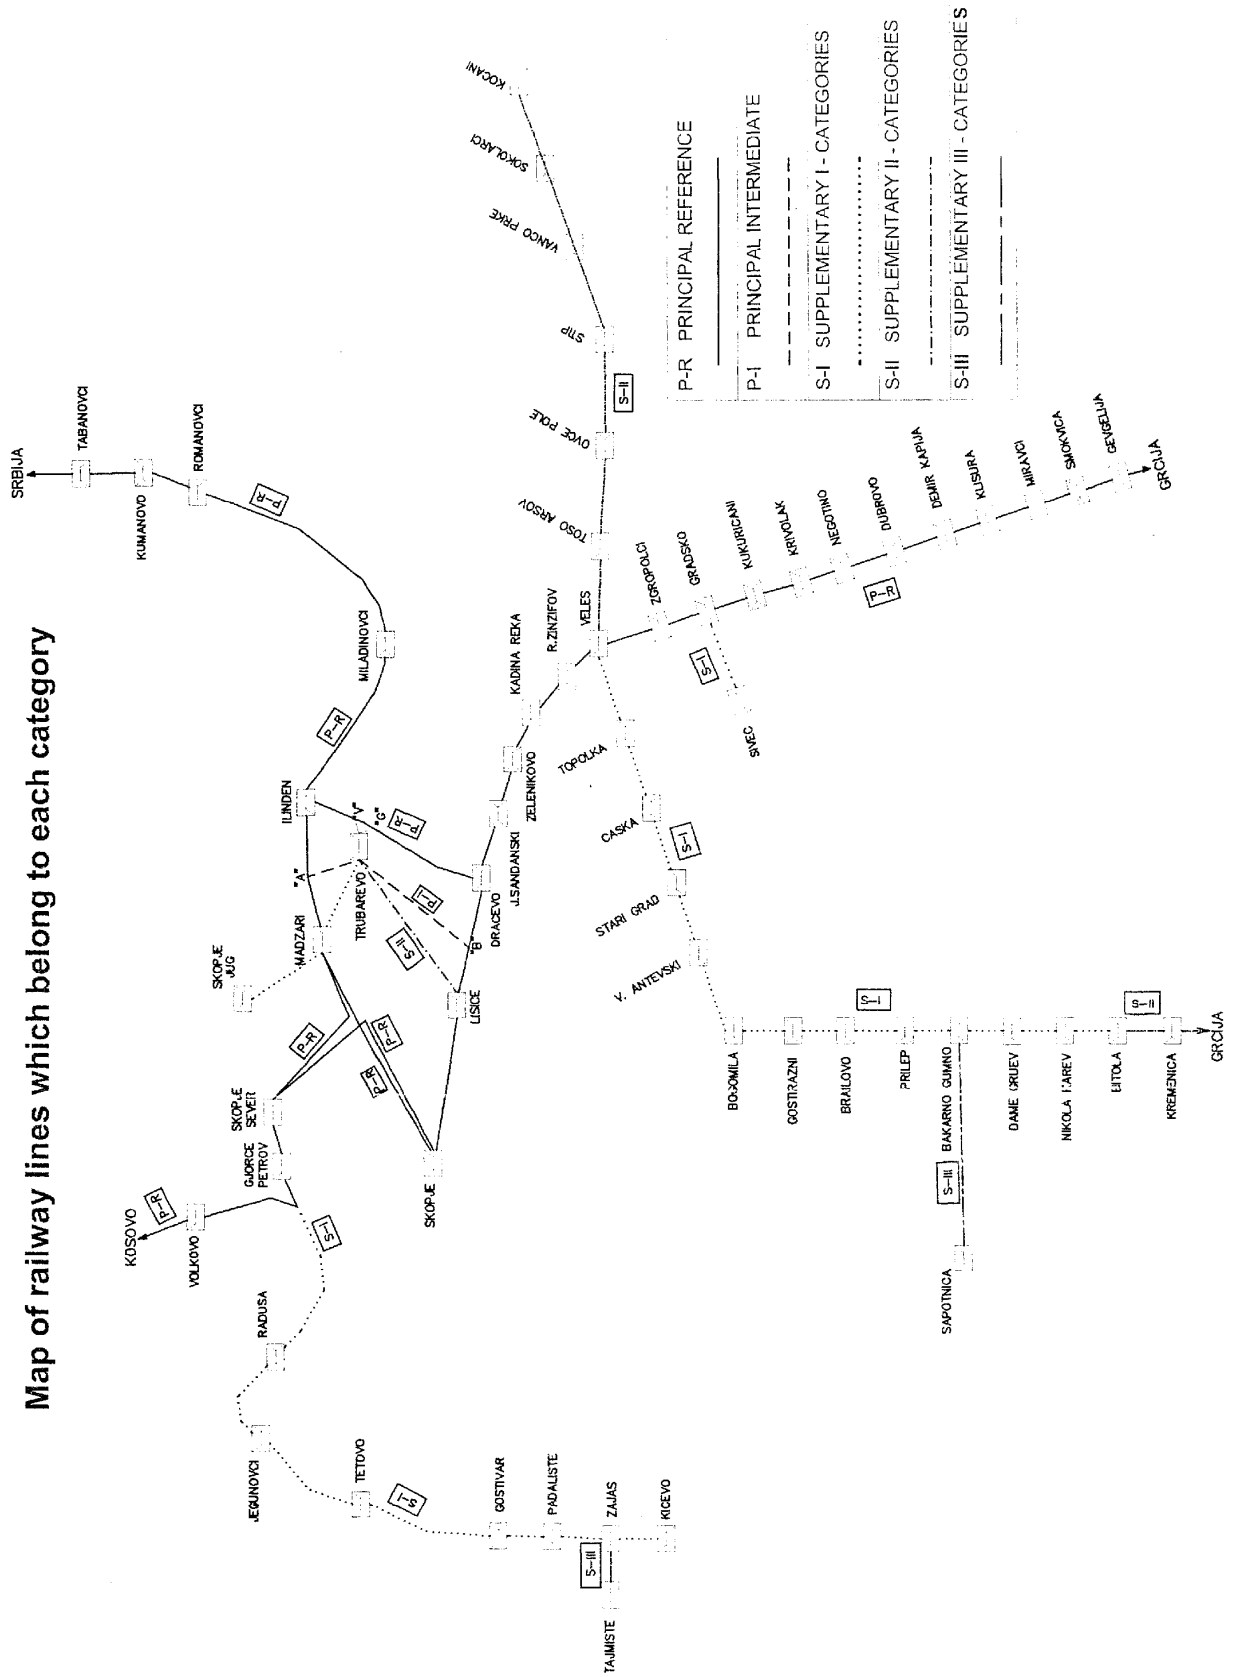 Map of railway lines which belong to each category
SRBIJA
TABANOVCI
KUMANOVO
ROMANOVCI
P-R
MILADINOVCI
P-R
ILINDEN
"A"
"V"
"G"
P-I
TRUBAREVO
MADZARI
SKOPJE
JUG
P-I
S-II
"B"
DRACEVO
LISICE
P-R
P-R
P-R
SKOPJE
SEVER
GJORCE
PETROV
SKOPJE
KOSOVO
P-R
VOLKOVO
S-I
RADUSA
JEGUNOVCI
TETOVO
S-I
GOSTIVAR
PADALISTE
ZAJAS
KICEVO
S-III
TAJMISTE
J.SANDANSKI
ZELENIKOVO
KADINA REKA
R.ZINZIFOV
VELES
TOSO ARSOV
OVCE POLE
S-II
STIP
VANCO PRKE
SOKOLARCI
KOCANI
ZGROPOLCI
GRADSKO
S-I
SIVEC
KUKURICANI
KRIVOLAK
NEGOTINO
P-R
DUBROVO
DEMIR KAPIJA
KLISURA
MIRAVCI
SMOKVICA
GEVGELIJA
GRCIJA
TOPOLKA
CASKA
S-I
STARI GRAD
V. ANTEVSKI
BOGOMILA
GOSTIRAZNI
BRAILOVO
S-I
PRILEP
BAKARNO GUMNO
S-III
SAPOTNICA
DAME GRUEV
NIKOLA KAREV
BITOLA
S-II
KREMENICA
GRCIJA
P-R PRINCIPAL REFERENCE
P-I PRINCIPAL INTERMEDIATE
S-I SUPPLEMENTARY I - CATEGORIES
S-II SUPPLEMENTARY II - CATEGORIES
S-III SUPPLEMENTARY III - CATEGORIES